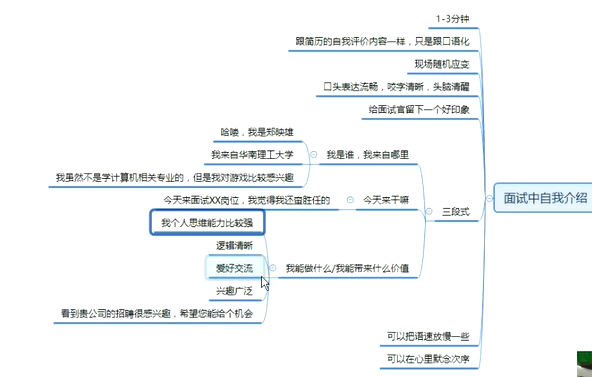 1-3分钟
跟简历的自我评价内容一样，只是跟口语化
现场随机应变
口头表达流畅，咬字清晰，头脑清醒
给面试官留下一个好印象
哈喽，我是郑映雄
我来自华南理工大学
我是谁，我来自哪里
我虽然不是学计算机相关专业的，但是我对游戏比较感兴趣
今天来面试XX岗位，我觉得我还蛮胜任的
今天来干嘛
三段式
面试中自我介绍
我个人思维能力比较强
逻辑清晰
爱好交流
我能做什么/我能带来什么价值
兴趣广泛
看到贵公司的招聘很感兴趣，希望您能给个机会
可以把语速放慢一些
可以在心里默念次序